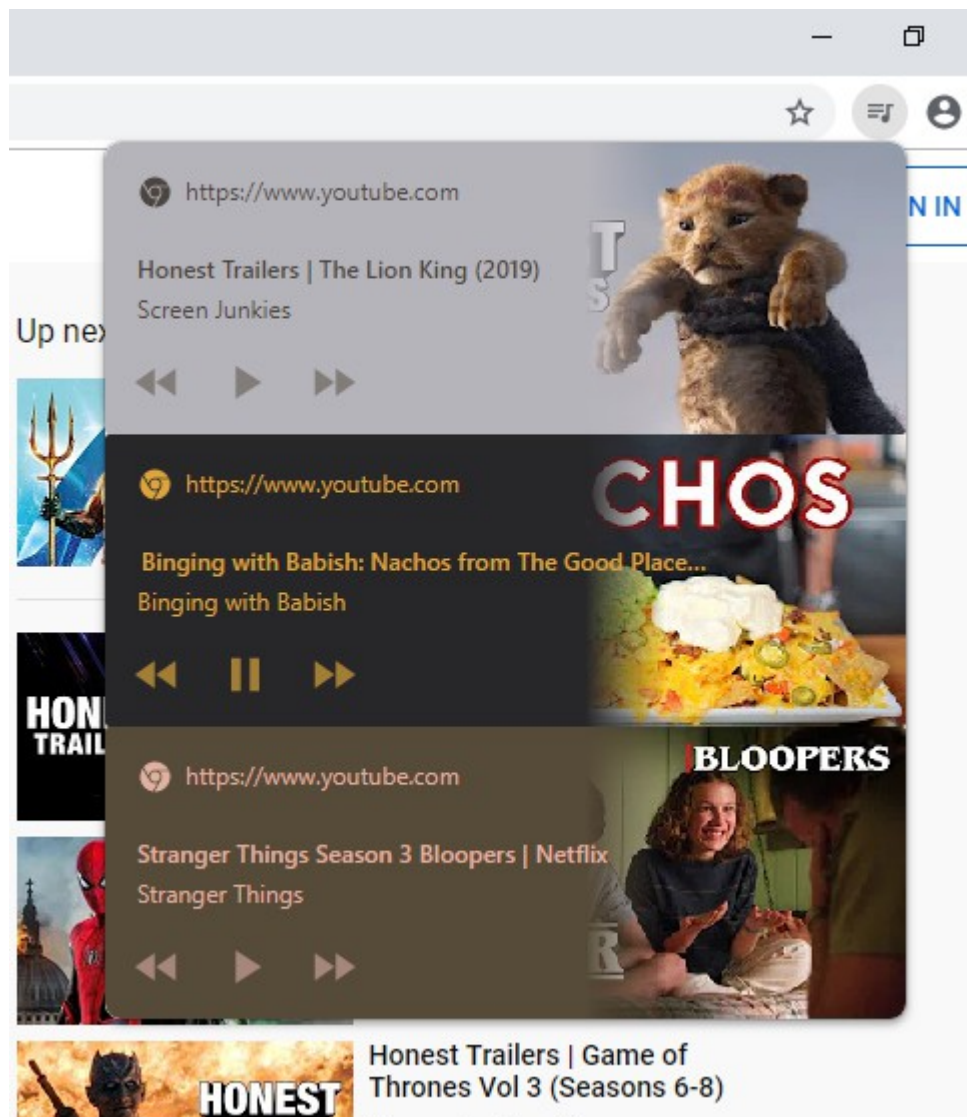 N IN
https://www.youtube.com
Honest Trailers | The Lion King (2019)
Screen Junkies
Up nex
https://www.youtube.com
CHOS
Binging with Babish: Nachos from The Good Place...
Binging with Babish
HON
TRAIL
https://www.youtube.com
BLOOPERS
Stranger Things Season 3 Bloopers | Netflix
Stranger Things
R
Honest Trailers | Game of
Thrones Vol 3 (Seasons 6-8)
HONEST